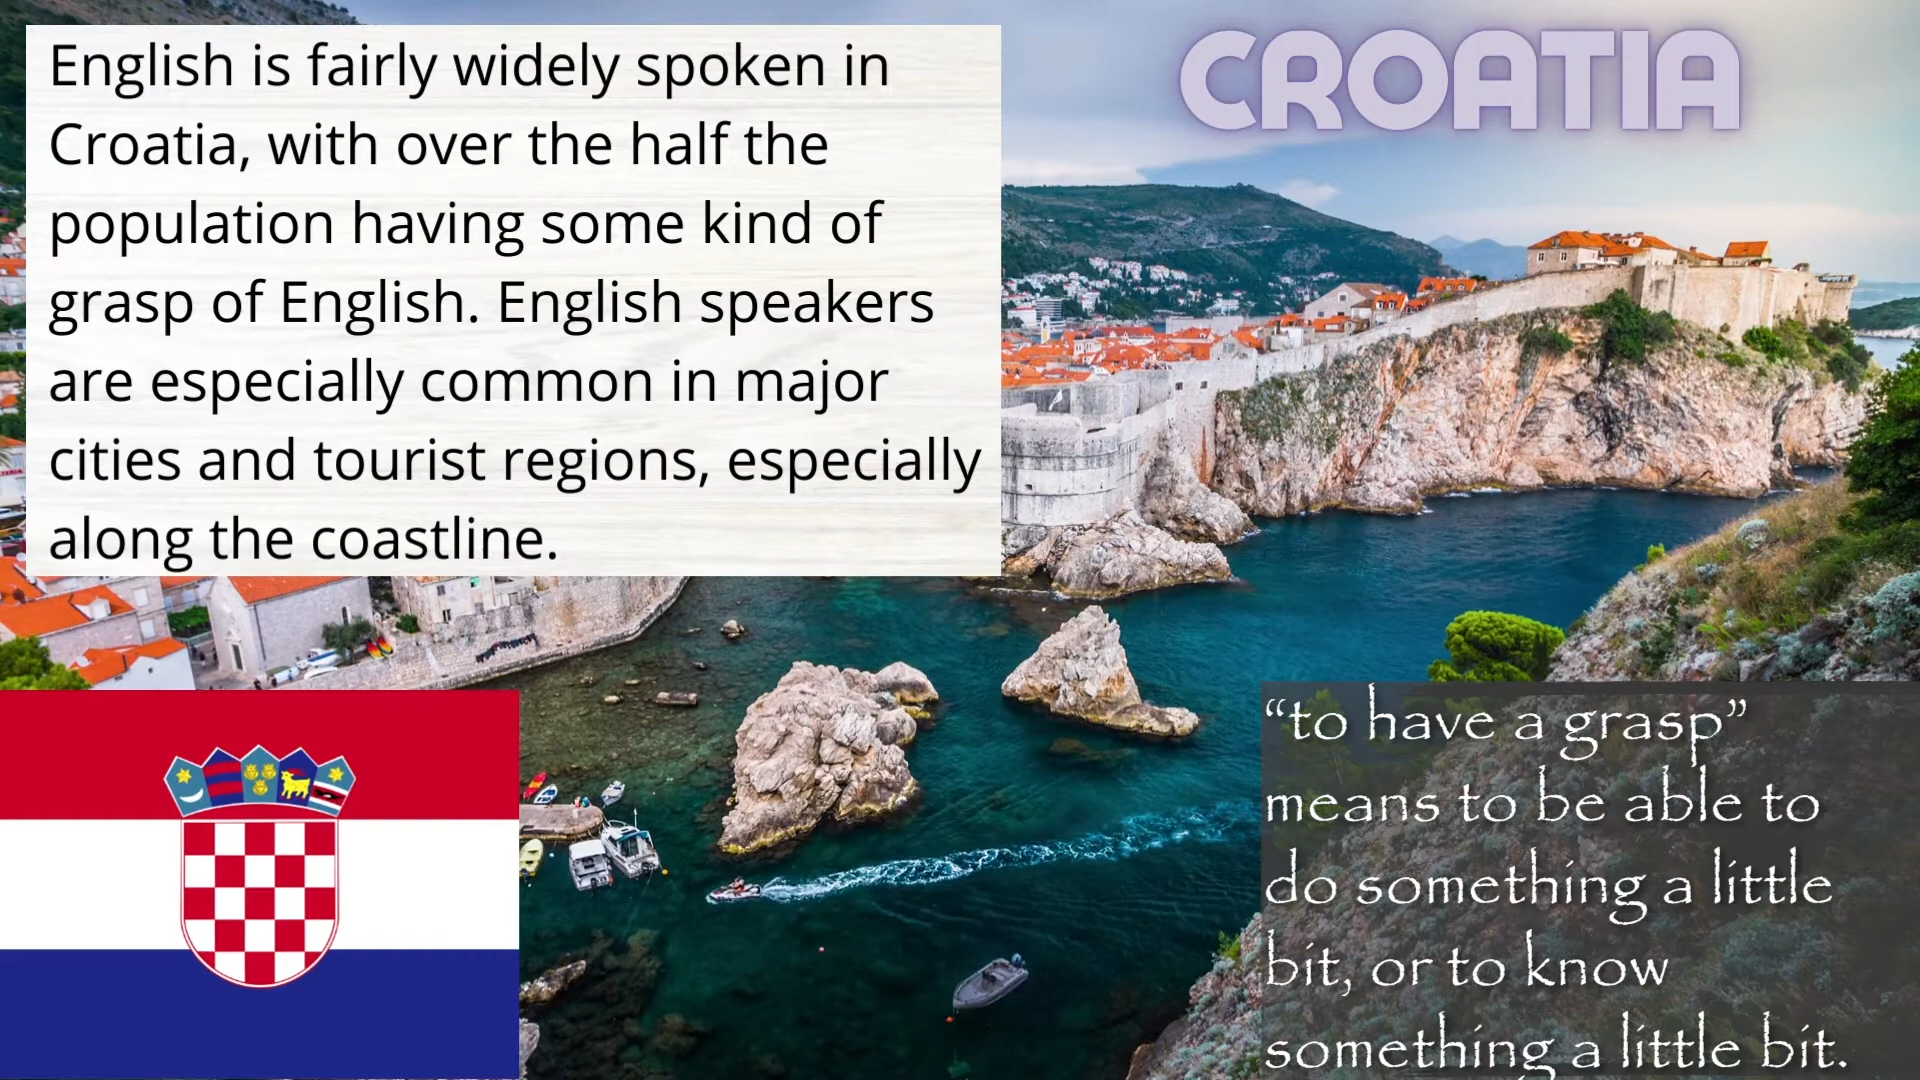 English is fairly widely spoken in
Croatia, with over the half the
population having some kind of
grasp of English. English speakers
are especially common in major
cities and tourist regions, especially
along the coastline.
CROATIA
“to have a grasp”
means to be able to
do something a little
bit, or to know
something a little bit.